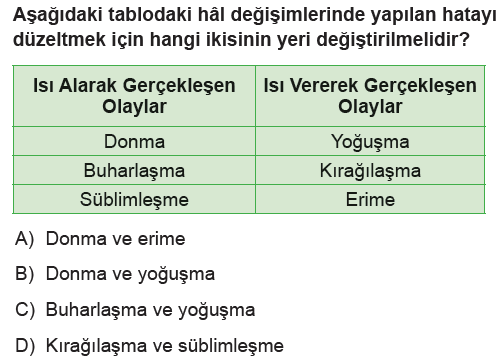 Aşağıdaki tablodaki hâl değişimlerinde yapılan hatayı
düzeltmek için hangi ikisinin yeri değiştirilmelidir?
Isı Alarak Gerçekleşen Olaylar
Isı Vererek Gerçekleşen Olaylar
Donma
Yoğuşma
Buharlaşma
Kırağılaşma
Süblimleşme
Erime
A) Donma ve erime
B) Donma ve yoğuşma
C) Buharlaşma ve yoğuşma
D) Kırağılaşma ve süblimleşme